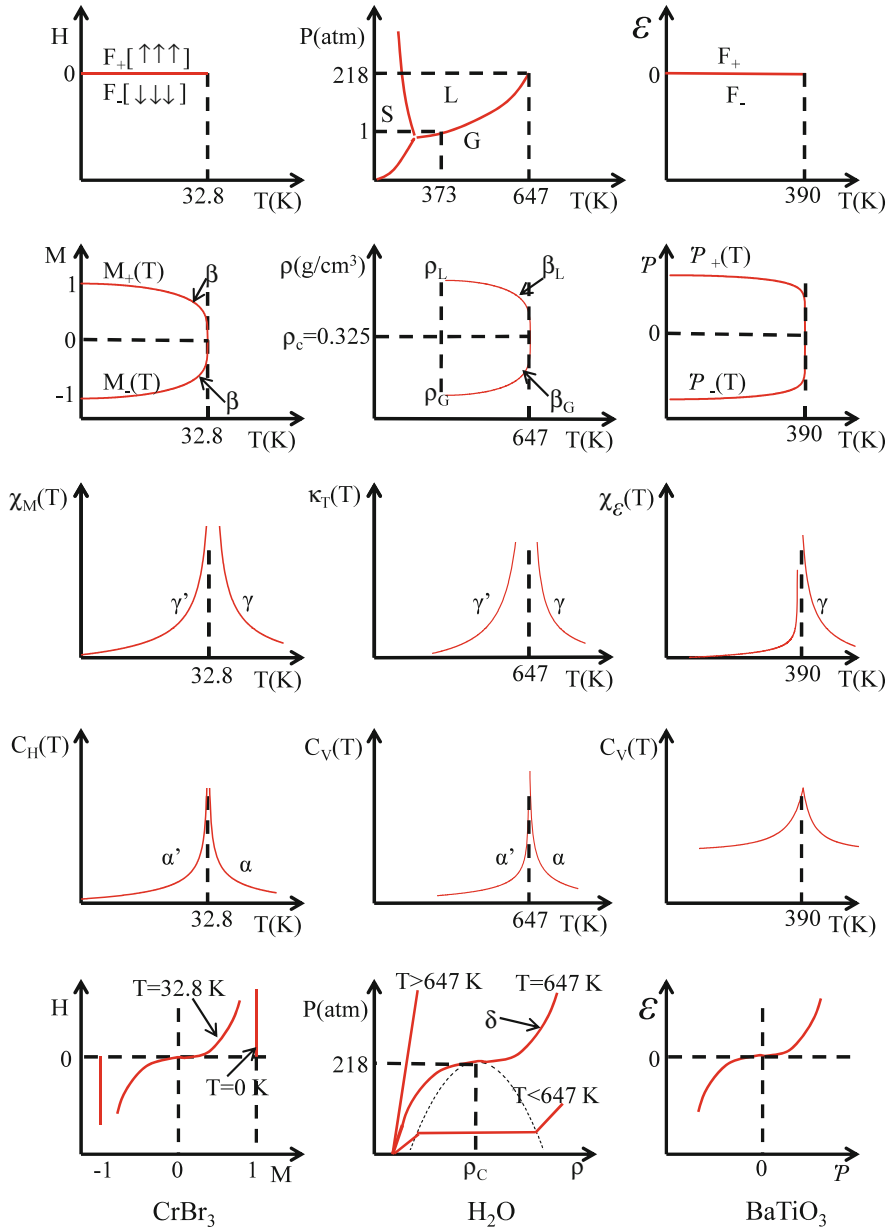 H
F₊[↑↑↑]
0
F₋[↓↓↓]
32.8
T(K)
P(atm)
218
L
S
1
G
373
647
T(K)
ℰ
F₊
0
F₋
390
T(K)
M
1
M₊(T)
β
0
M₋(T)
-1
β
32.8
T(K)
ρ(g/cm³)
ρL
βL
ρc=0.325
ρG
βG
647
T(K)
𝒫
𝒫₊(T)
0
𝒫₋(T)
390
T(K)
χM(T)
γ’
γ
32.8
T(K)
κT(T)
γ’
γ
647
T(K)
χℰ(T)
γ
390
T(K)
CH(T)
α’
α
32.8
T(K)
CV(T)
α’
α
647
T(K)
CV(T)
390
T(K)
H
T=32.8 K
0
T=0 K
-1
0
1
M
CrBr₃
P(atm)
T>647 K
T=647 K
δ
218
T<647 K
ρC
ρ
H₂O
ℰ
0
0
𝒫
BaTiO₃